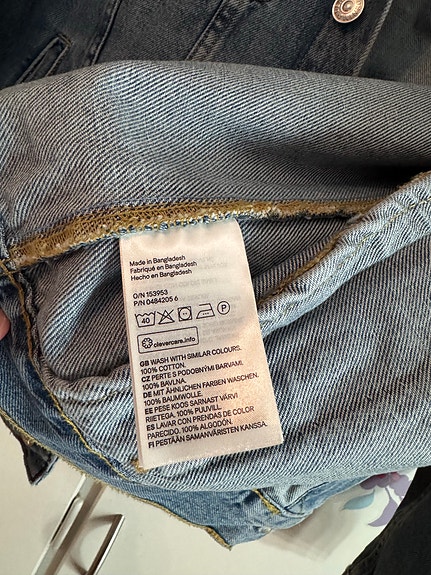 Made in Bangladesh
Fabriqué en Bangladesh
Hecho en Bangladesh
O/N 153953
P/N 0484205 6
40 P
clevercare.info
GB WASH WITH SIMILAR COLOURS.
100% COTTON.
CZ PERTE S PODOBNÝMI BARVAMI.
100% BAVLNA.
DE MIT ÄHNLICHEN FARBEN WASCHEN.
100% BAUMWOLLE.
EE PESE KOOS SARNAST VÄRVI
RIIETEGA. 100% PUUVILL.
ES LAVAR CON PRENDAS DE COLOR
PARECIDO. 100% ALGODÓN.
FI PESTÄÄN SAMANVÄRISTEN KANSSA.